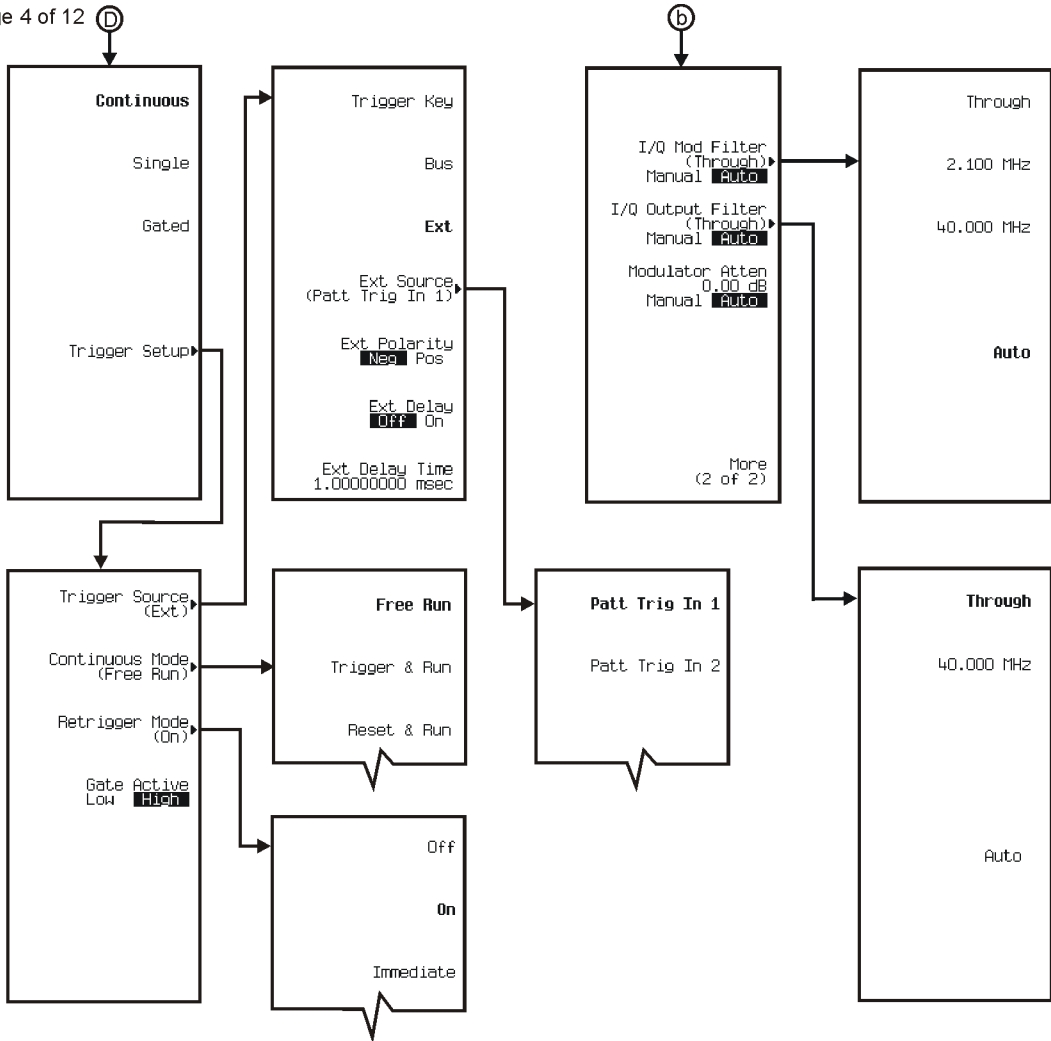 ge 4 of 12
D
Continuous
Single
Gated
Trigger Setup
Trigger Key
Bus
Ext
Ext Source
(Patt Trig In 1)
Ext Polarity
Neg Pos
Ext Delay
Off On
Ext Delay Time
1.00000000 msec
b
I/Q Mod Filter
(Through)
Manual Auto
I/Q Output Filter
(Through)
Manual Auto
Modulator Atten
0.00 dB
Manual Auto
More
(2 of 2)
Through
2.100 MHz
40.000 MHz
Auto
Trigger Source
(Ext)
Continuous Mode
(Free Run)
Retrigger Mode
(On)
Gate Active
Low High
Free Run
Trigger & Run
Reset & Run
Patt Trig In 1
Patt Trig In 2
Off
On
Immediate
Through
40.000 MHz
Auto